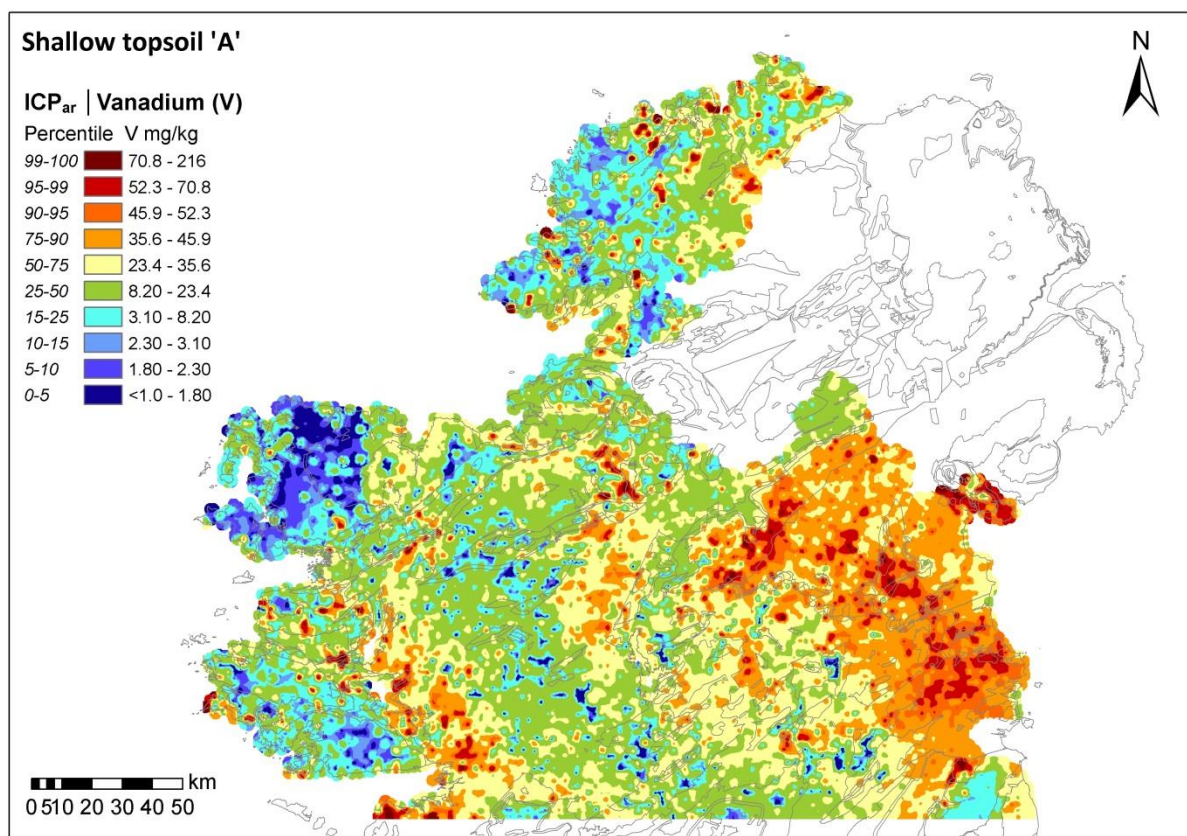 Shallow topsoil 'A'
N
ICPar | Vanadium (V)
Percentile V mg/kg
99-100 70.8 - 216
95-99 52.3 - 70.8
90-95 45.9 - 52.3
75-90 35.6 - 45.9
50-75 23.4 - 35.6
25-50 8.20 - 23.4
15-25 3.10 - 8.20
10-15 2.30 - 3.10
5-10 1.80 - 2.30
0-5 <1.0 - 1.80
km
0 510 20 30 40 50